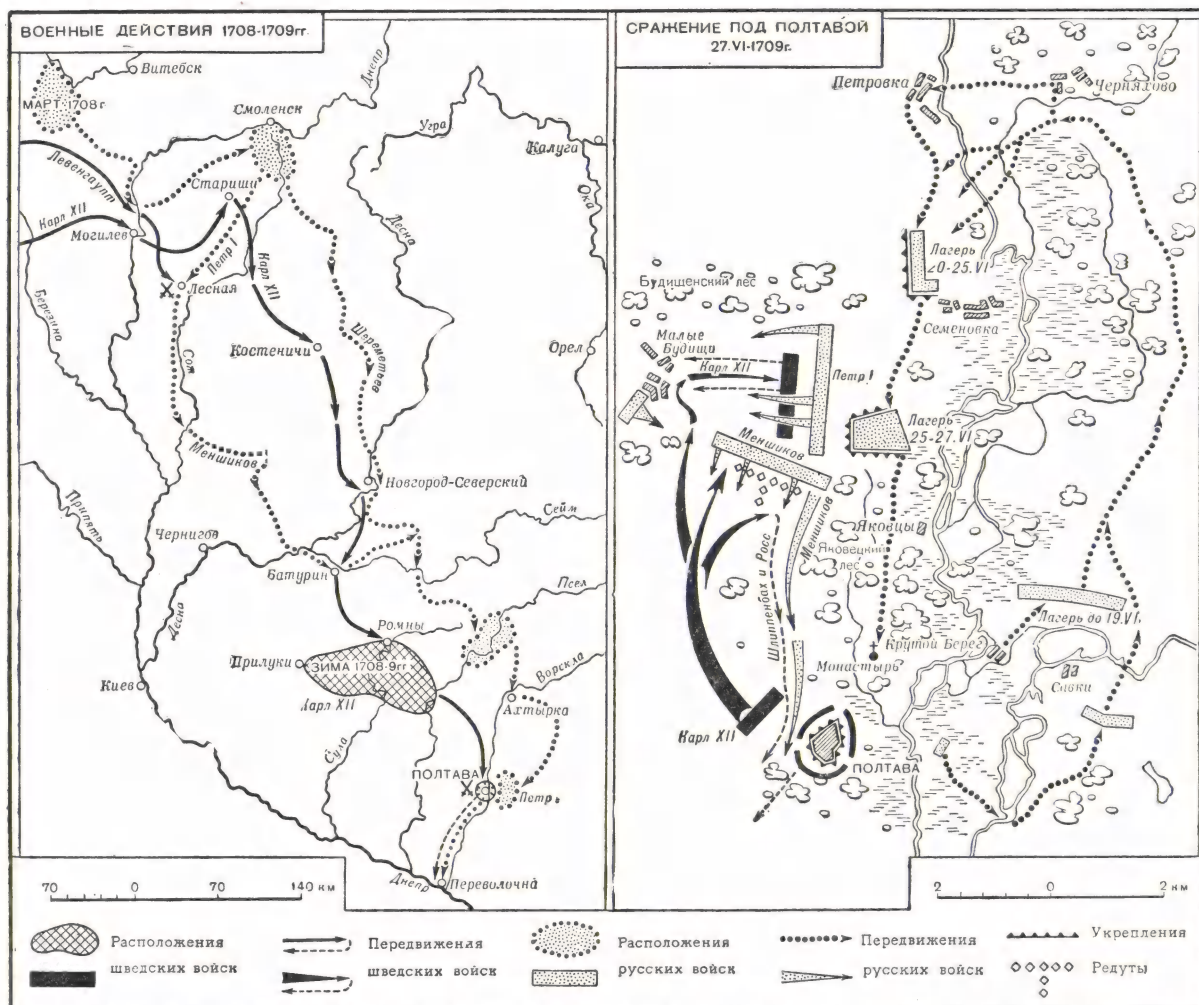 ВОЕННЫЕ ДЕЙСТВИЯ 1708-1709гг.
Витебск
МАРТ-1708 г.
Смоленск
Днепр
Угра
Калуга
Ока
Левенгаупт
Стариши
Карл XII
Могилев
Петр I
Карл XII
Десна
Лесная
Березина
Сож
Костеничи
Шереметьев
Орел
Меншиков
Новгород-Северский
Припять
Чернигов
Сейм
Батурин
Десна
Псел
Ромны
Прилуки
ЗИМА 1708-9гг
Ворскла
Киев
Карл XII
Ахтырка
Сула
ПОЛТАВА
Петр I
Днепр
Переволочна
70 0 70 140 км
СРАЖЕНИЕ ПОД ПОЛТАВОЙ
27.VI-1709г.
Петровка
Черняхово
Лагерь
20-25.VI
Будищенский лес
Семеновка
Малые
Будищи
Карл XII
Петр I
Лагерь
25-27.VI
Меншиков
Яковцы
Меншиков
Яковецкий
лес
Шлиппенбах и Росс
Лагерь до 19.VI.
Крутой Берег
Монастырь
Савки
Карл XII
ПОЛТАВА
2 0 2 км
Расположения
шведских войск
Передвижения
шведских войск
Расположения
русских войск
Передвижения
русских войск
Укрепления
Редуты